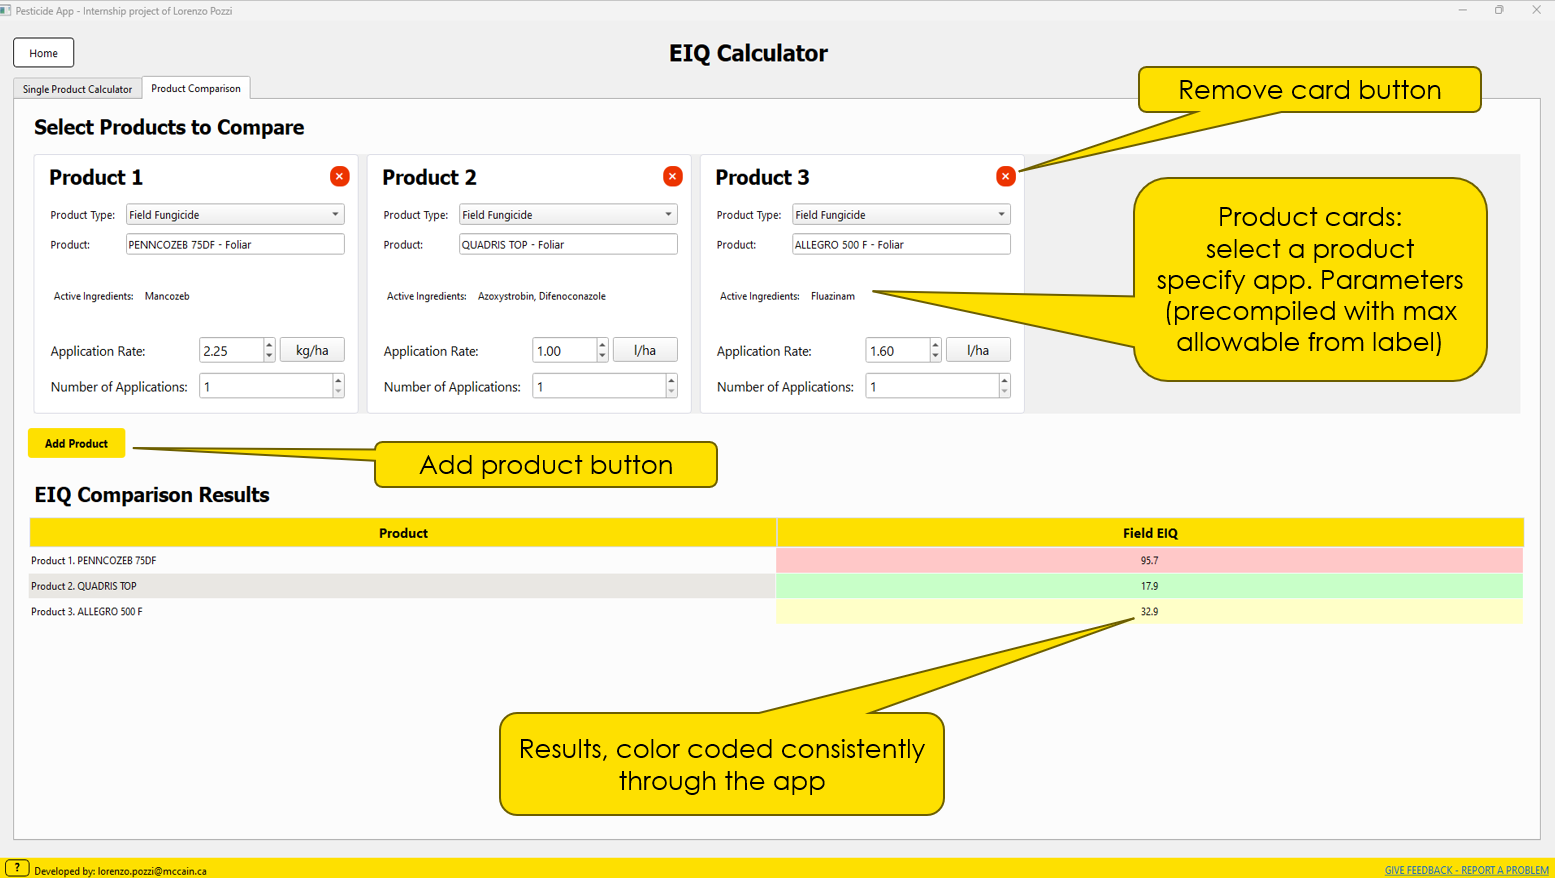 Pesticide App - Internship project of Lorenzo Pozzi
Home
EIQ Calculator
Single Product Calculator
Product Comparison
Remove card button
Select Products to Compare
Product 1
Product Type: Field Fungicide
Product: PENNCOZEB 75DF - Foliar
Active Ingredients: Mancozeb
Application Rate: 2.25 kg/ha
Number of Applications: 1
Product 2
Product Type: Field Fungicide
Product: QUADRIS TOP - Foliar
Active Ingredients: Azoxystrobin, Difenoconazole
Application Rate: 1.00 l/ha
Number of Applications: 1
Product 3
Product Type: Field Fungicide
Product: ALLEGRO 500 F - Foliar
Active Ingredients: Fluazinam
Application Rate: 1.60 l/ha
Number of Applications: 1
Product cards:
select a product
specify app. Parameters
(precompiled with max
allowable from label)
Add Product
Add product button
EIQ Comparison Results
Product Field EIQ
Product 1. PENNCOZEB 75DF 95.7
Product 2. QUADRIS TOP 17.9
Product 3. ALLEGRO 500 F 32.9
Results, color coded consistently
through the app
? Developed by: lorenzo.pozzi@mccain.ca
GIVE FEEDBACK - REPORT A PROBLEM